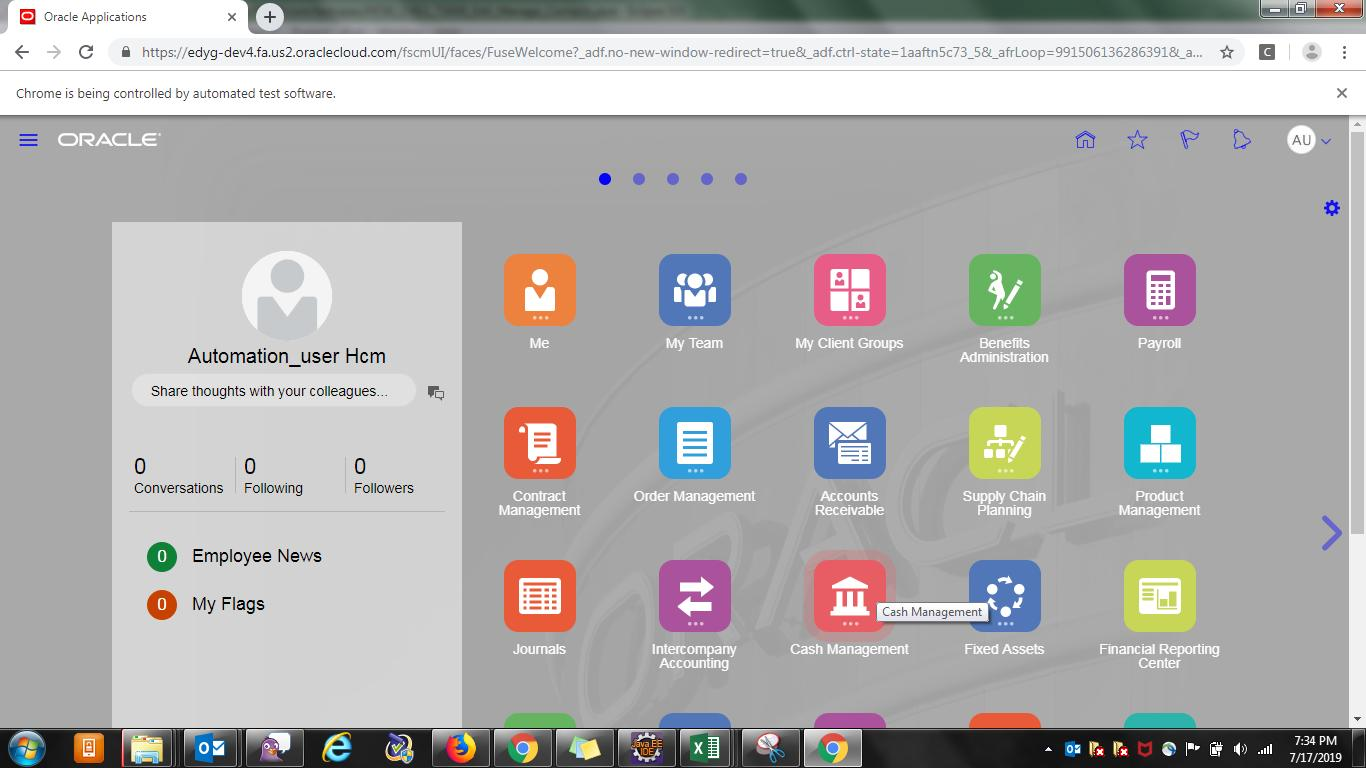 Oracle Applications
https://edyg-dev4.fa.us2.oraclecloud.com/fscmUI/faces/FuseWelcome?_adf.no-new-window-redirect=true&_adf.ctrl-state=1aaftn5c73_5&_afrLoop=9915061362863​91&_a...
C
Chrome is being controlled by automated test software.
ORACLE
AU
Automation_user Hcm
Share thoughts with your colleagues...
0
Conversations
0
Following
0
Followers
0 Employee News
0 My Flags
Me
My Team
My Client Groups
Benefits
Administration
Payroll
Contract
Management
Order Management
Accounts
Receivable
Supply Chain
Planning
Product
Management
Journals
Intercompany
Accounting
Cash Management
Cash Management
Fixed Assets
Financial Reporting
Center
Java EE
IDE
7:34 PM
7/17/2019